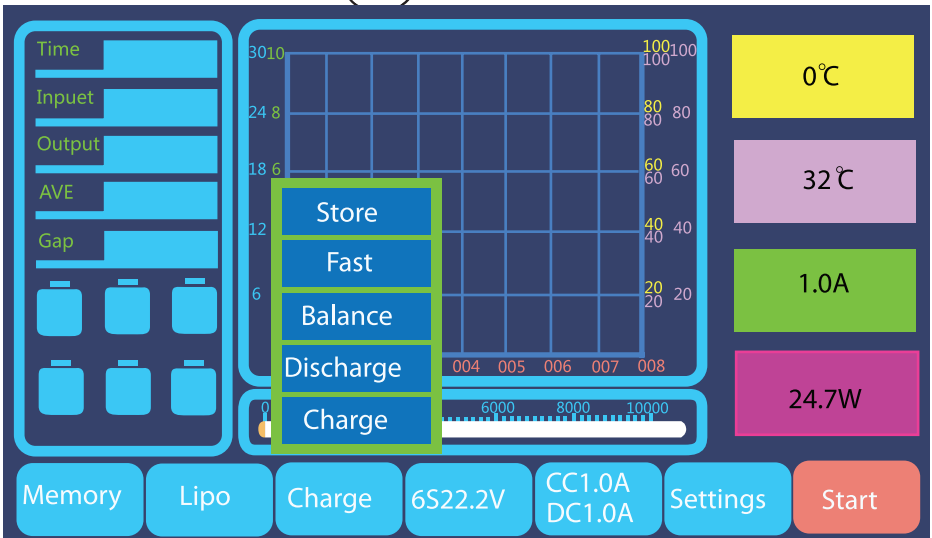 Time
Inpuet
Output
AVE
Gap
30 10 100 100
100
24 8 80 80
80
18 6 60 60
60
12 40 40
40
6 20 20
20
004 005 006 007 008
0 6000 8000 10000
Store
Fast
Balance
Discharge
Charge
0℃
32℃
1.0A
24.7W
Memory
Lipo
Charge
6S22.2V
CC1.0A
DC1.0A
Settings
Start